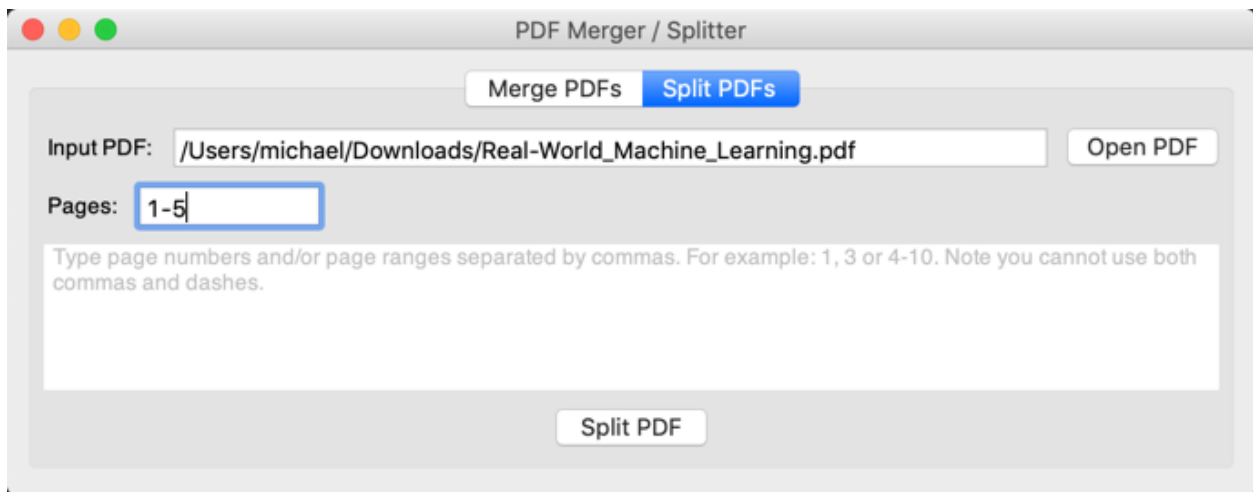 PDF Merger / Splitter
Merge PDFs Split PDFs
Input PDF: /Users/michael/Downloads/Real-World_Machine_Learning.pdf Open PDF
Pages: 1-5
Type page numbers and/or page ranges separated by commas. For example: 1, 3 or 4-10. Note you cannot use both
commas and dashes.
Split PDF